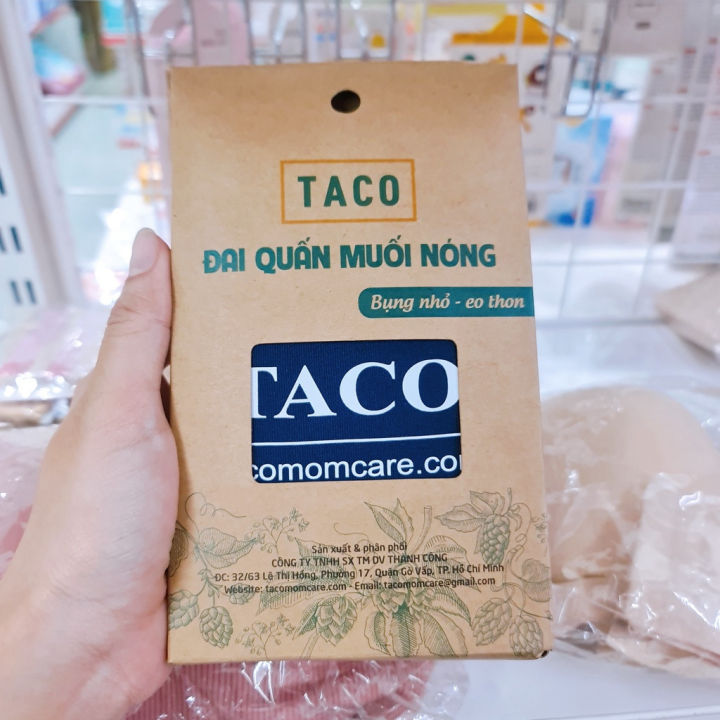 TACO
ĐAI QUẤN MUỐI NÓNG
Bụng nhỏ - eo thon
TACO
comomcare.co
Sản xuất & phân phối
CÔNG TY TNHH SX TM DV THÀNH CÔNG
ĐC: 32/63 Lê Thị Hồng, Phường 17, Quận Gò Vấp, TP. Hồ Chí Minh
Website: tacomomcare.com - Email: tacomomcare@gmail.com